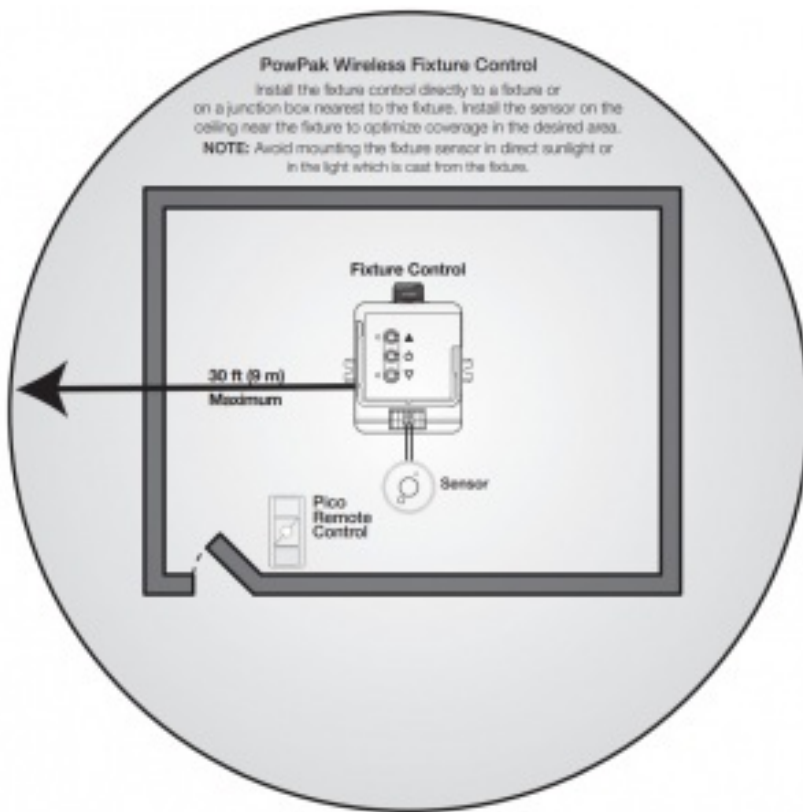 PowPak Wireless Fixture Control
Install the fixture control directly to a fixture or
on a junction box nearest to the fixture. Install the sensor on the
ceiling near the fixture to optimize coverage in the desired area.
NOTE: Avoid mounting the fixture sensor in direct sunlight or
in the light which is cast from the fixture.
Fixture Control
30 ft (9 m)
Maximum
Sensor
Pico
Remote
Control